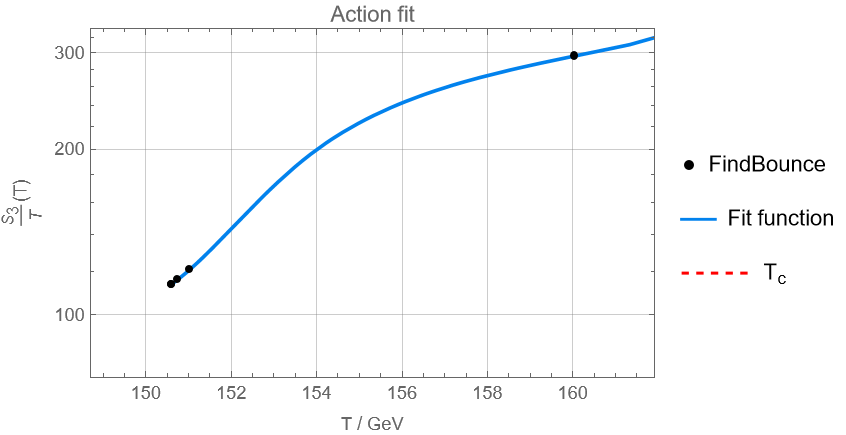 Action fit
300
200
100
S3/T (T)
150 152 154 156 158 160
T / GeV
FindBounce
Fit function
Tc